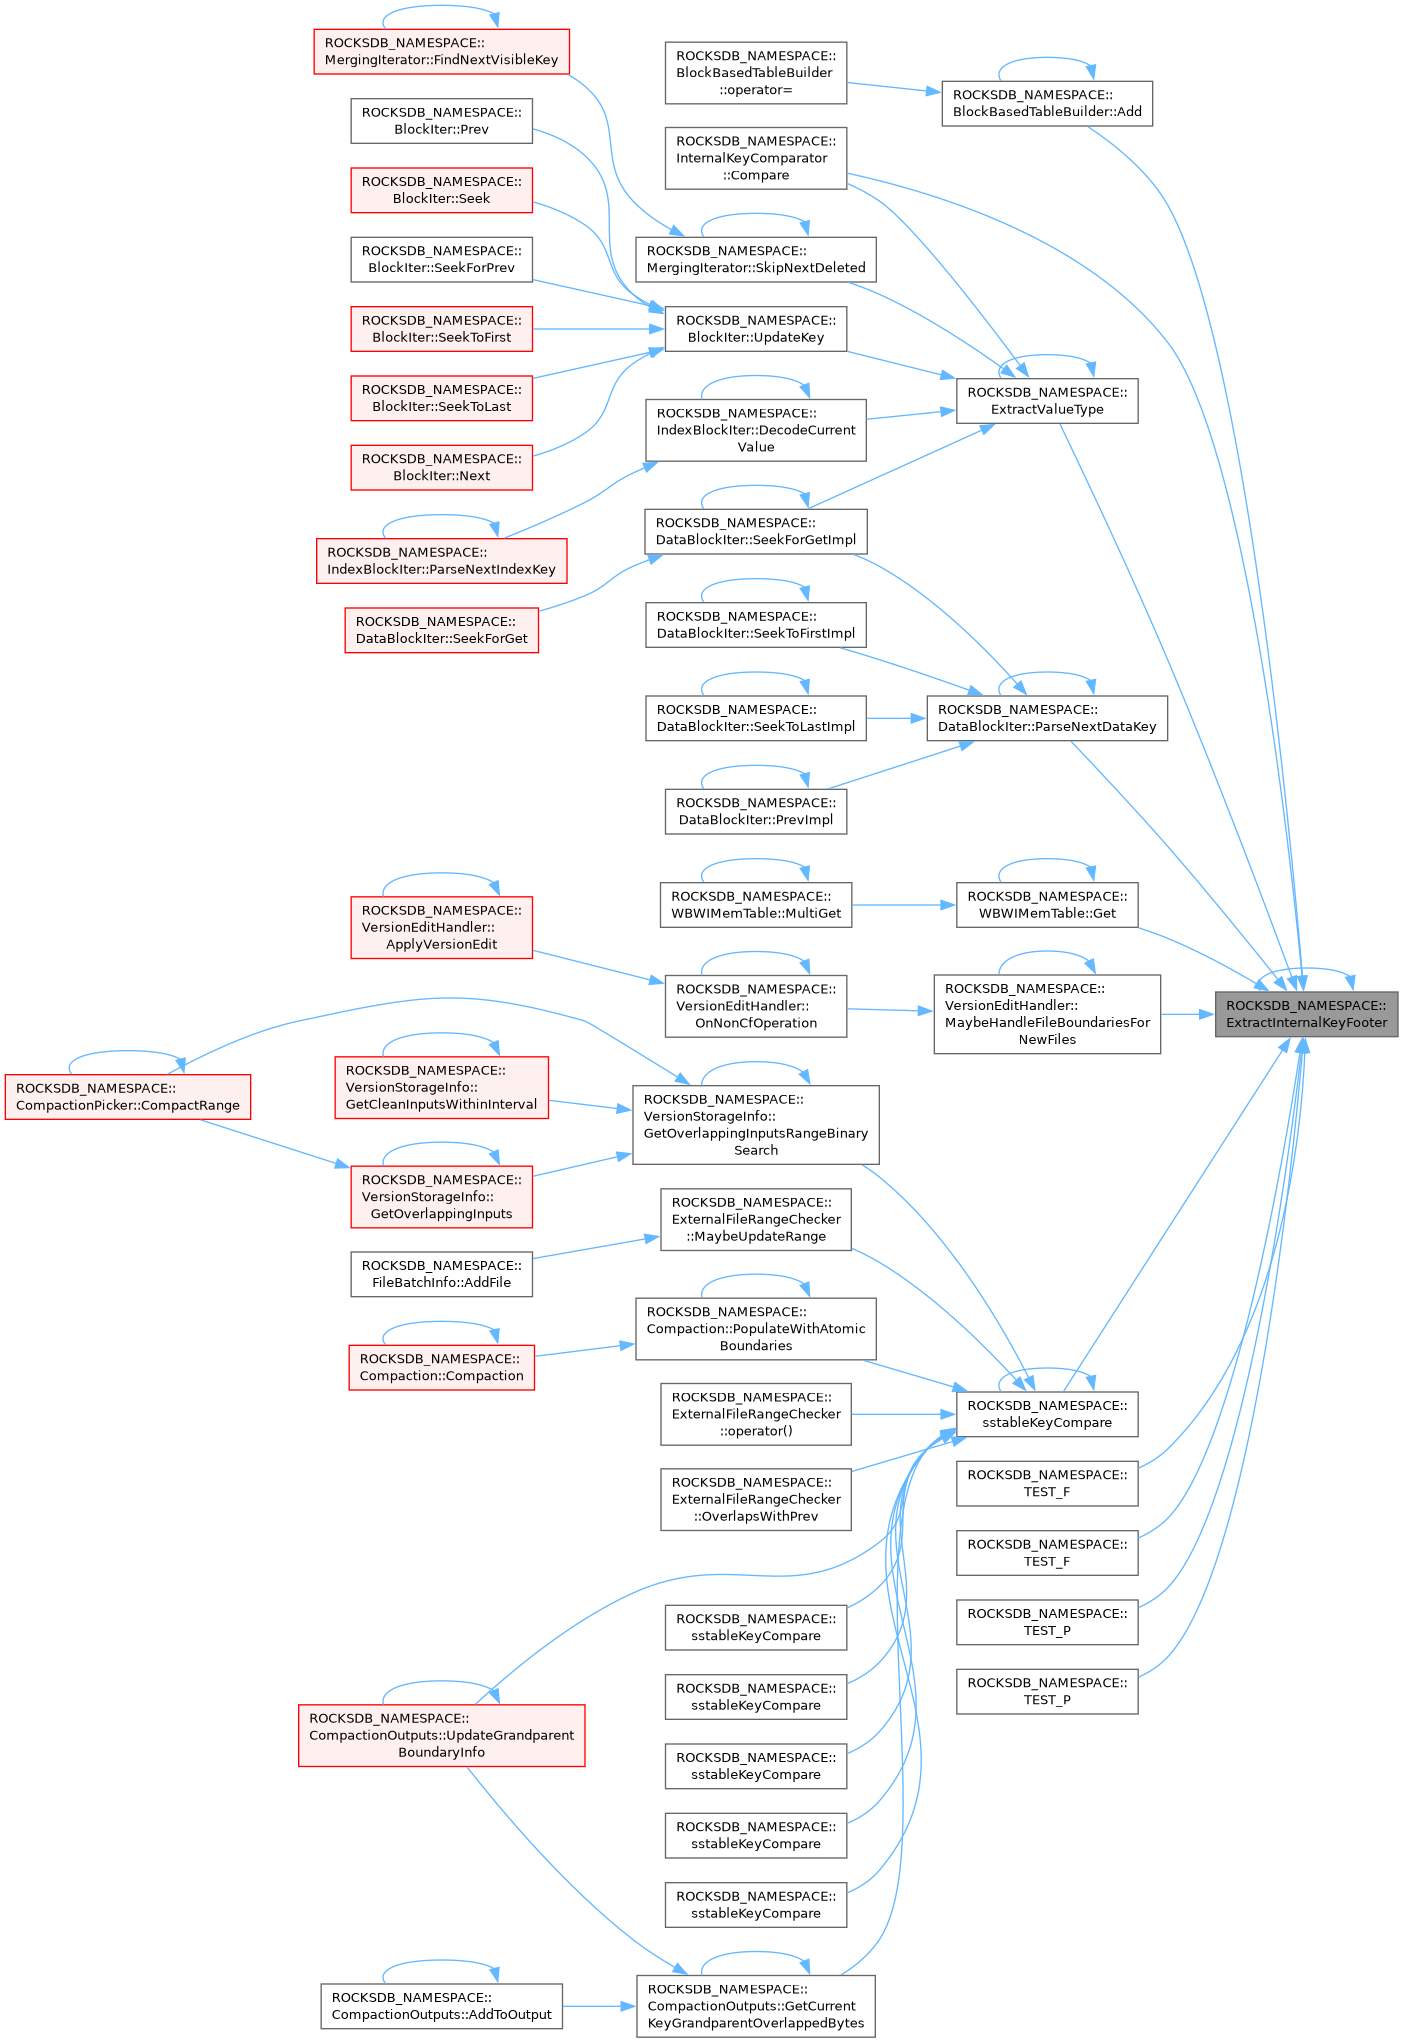 ROCKSDB_NAMESPACE::
MergingIterator::FindNextVisibleKey
ROCKSDB_NAMESPACE::
BlockIter::Prev
ROCKSDB_NAMESPACE::
BlockIter::Seek
ROCKSDB_NAMESPACE::
BlockIter::SeekForPrev
ROCKSDB_NAMESPACE::
BlockIter::SeekToFirst
ROCKSDB_NAMESPACE::
BlockIter::SeekToLast
ROCKSDB_NAMESPACE::
BlockIter::Next
ROCKSDB_NAMESPACE::
IndexBlockIter::ParseNextIndexKey
ROCKSDB_NAMESPACE::
DataBlockIter::SeekForGet
ROCKSDB_NAMESPACE::
VersionEditHandler::
ApplyVersionEdit
ROCKSDB_NAMESPACE::
CompactionPicker::CompactRange
ROCKSDB_NAMESPACE::
VersionStorageInfo::
GetCleanInputsWithinInterval
ROCKSDB_NAMESPACE::
VersionStorageInfo::
GetOverlappingInputs
ROCKSDB_NAMESPACE::
FileBatchInfo::AddFile
ROCKSDB_NAMESPACE::
Compaction::Compaction
ROCKSDB_NAMESPACE::
CompactionOutputs::UpdateGrandparent
BoundaryInfo
ROCKSDB_NAMESPACE::
CompactionOutputs::AddToOutput
ROCKSDB_NAMESPACE::
BlockBasedTableBuilder
::operator=
ROCKSDB_NAMESPACE::
InternalKeyComparator
::Compare
ROCKSDB_NAMESPACE::
MergingIterator::SkipNextDeleted
ROCKSDB_NAMESPACE::
BlockIter::UpdateKey
ROCKSDB_NAMESPACE::
IndexBlockIter::DecodeCurrent
Value
ROCKSDB_NAMESPACE::
DataBlockIter::SeekForGetImpl
ROCKSDB_NAMESPACE::
DataBlockIter::SeekToFirstImpl
ROCKSDB_NAMESPACE::
DataBlockIter::SeekToLastImpl
ROCKSDB_NAMESPACE::
DataBlockIter::PrevImpl
ROCKSDB_NAMESPACE::
WBWIMemTable::MultiGet
ROCKSDB_NAMESPACE::
VersionEditHandler::
OnNonCfOperation
ROCKSDB_NAMESPACE::
VersionStorageInfo::
GetOverlappingInputsRangeBinary
Search
ROCKSDB_NAMESPACE::
ExternalFileRangeChecker
::MaybeUpdateRange
ROCKSDB_NAMESPACE::
Compaction::PopulateWithAtomic
Boundaries
ROCKSDB_NAMESPACE::
ExternalFileRangeChecker
::operator()
ROCKSDB_NAMESPACE::
ExternalFileRangeChecker
::OverlapsWithPrev
ROCKSDB_NAMESPACE::
sstableKeyCompare
ROCKSDB_NAMESPACE::
sstableKeyCompare
ROCKSDB_NAMESPACE::
sstableKeyCompare
ROCKSDB_NAMESPACE::
sstableKeyCompare
ROCKSDB_NAMESPACE::
sstableKeyCompare
ROCKSDB_NAMESPACE::
CompactionOutputs::GetCurrent
KeyGrandparentOverlappedBytes
ROCKSDB_NAMESPACE::
BlockBasedTableBuilder::Add
ROCKSDB_NAMESPACE::
ExtractValueType
ROCKSDB_NAMESPACE::
DataBlockIter::ParseNextDataKey
ROCKSDB_NAMESPACE::
WBWIMemTable::Get
ROCKSDB_NAMESPACE::
VersionEditHandler::
MaybeHandleFileBoundariesFor
NewFiles
ROCKSDB_NAMESPACE::
sstableKeyCompare
ROCKSDB_NAMESPACE::
TEST_F
ROCKSDB_NAMESPACE::
TEST_F
ROCKSDB_NAMESPACE::
TEST_P
ROCKSDB_NAMESPACE::
TEST_P
ROCKSDB_NAMESPACE::
ExtractInternalKeyFooter